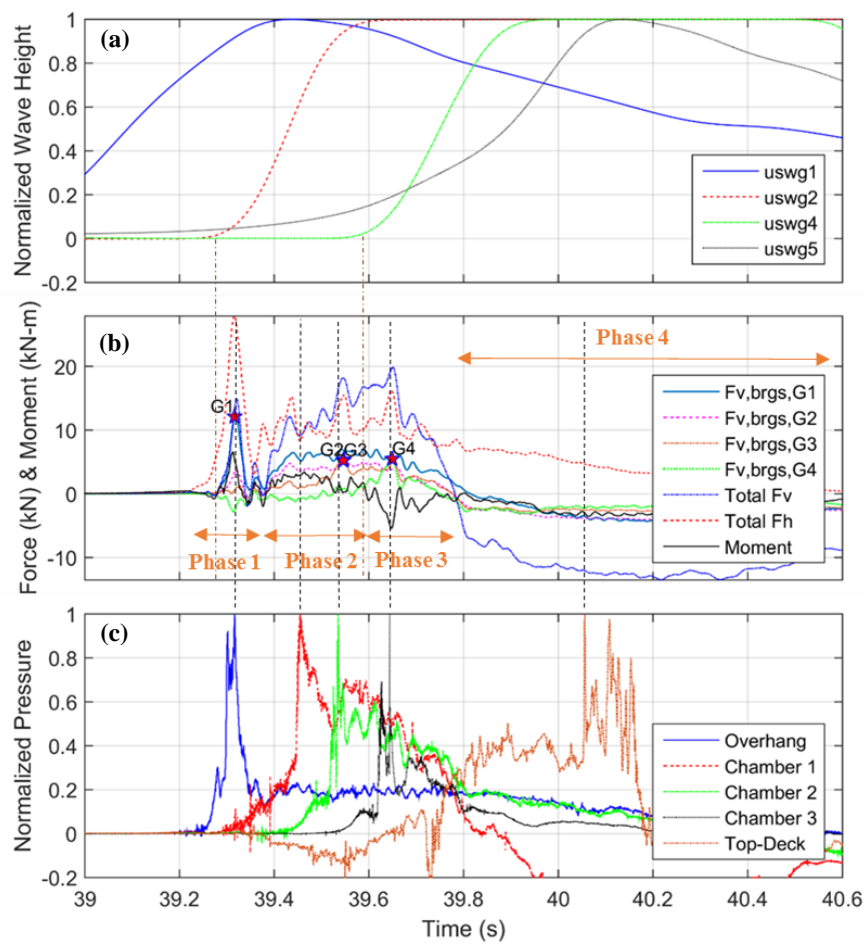 (a)
1
0.8
0.6
0.4
0.2
0
-0.2
Normalized Wave Height
uswg1
uswg2
uswg4
uswg5
(b)
20
10
0
-10
Force (kN) & Moment (kN-m)
G1
G2G3
G4
Phase 1
Phase 2
Phase 3
Phase 4
Fv,brgs,G1
Fv,brgs,G2
Fv,brgs,G3
Fv,brgs,G4
Total Fv
Total Fh
Moment
(c)
1
0.8
0.6
0.4
0.2
0
-0.2
Normalized Pressure
Overhang
Chamber 1
Chamber 2
Chamber 3
Top-Deck
39
39.2
39.4
39.6
39.8
40
40.2
40.4
40.6
Time (s)